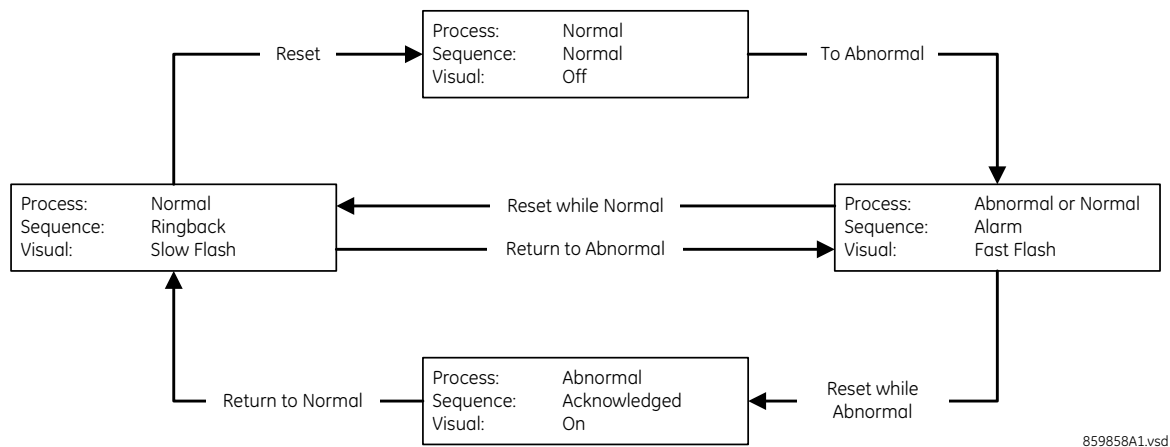 Process: Normal
Sequence: Normal
Visual: Off
Reset
To Abnormal
Process: Normal
Sequence: Ringback
Visual: Slow Flash
Reset while Normal
Return to Abnormal
Process: Abnormal or Normal
Sequence: Alarm
Visual: Fast Flash
Return to Normal
Process: Abnormal
Sequence: Acknowledged
Visual: On
Reset while
Abnormal
859858A1.vsd